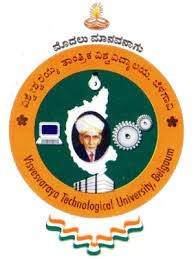 ಮೊದಲು ಮಾನವನಾಗು
ವಿಶ್ವೇಶ್ವರಯ್ಯ ತಾಂತ್ರಿಕ ವಿಶ್ವವಿದ್ಯಾಲಯ, ಬೆಳಗಾವಿ
Visvesvaraya Technological University, Belgaum